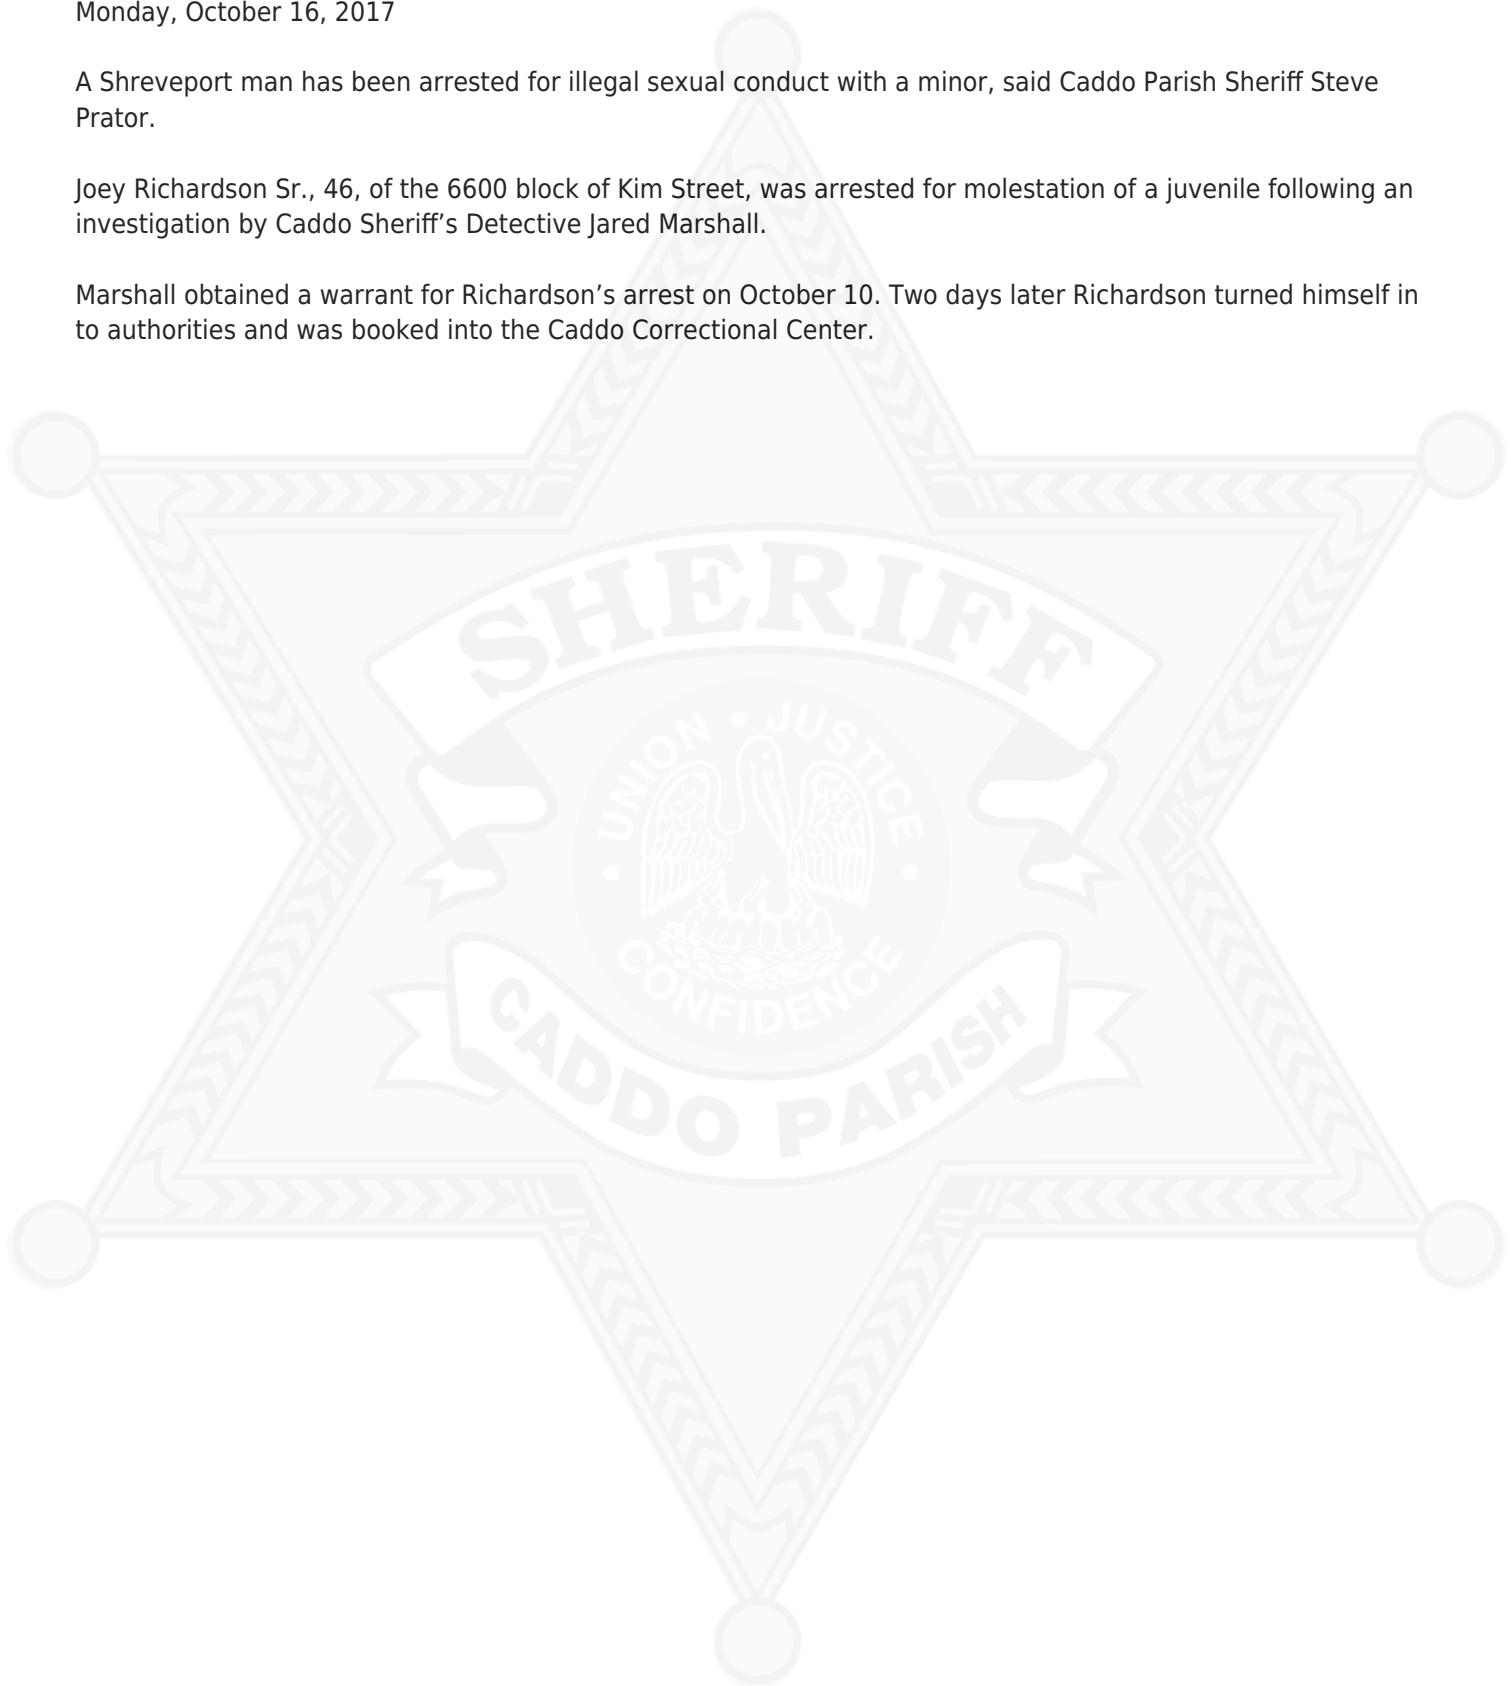 Monday, October 16, 2017
A Shreveport man has been arrested for illegal sexual conduct with a minor, said Caddo Parish Sheriff Steve
Prator.
Joey Richardson Sr., 46, of the 6600 block of Kim Street, was arrested for molestation of a juvenile following an
investigation by Caddo Sheriff’s Detective Jared Marshall.
Marshall obtained a warrant for Richardson’s arrest on October 10. Two days later Richardson turned himself in
to authorities and was booked into the Caddo Correctional Center.
SHERIFF
UNION • JUSTICE
• CONFIDENCE •
CADDO PARISH